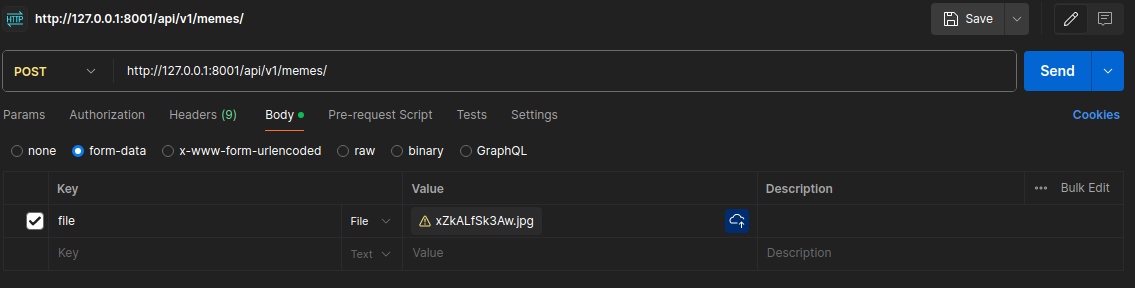 HTTP http://127.0.0.1:8001/api/v1/memes/ Save
POST http://127.0.0.1:8001/api/v1/memes/ Send
Params Authorization Headers (9) Body Pre-request Script Tests Settings Cookies
none form-data x-www-form-urlencoded raw binary GraphQL
Key Value Description ••• Bulk Edit
file File xZkALfSk3Aw.jpg
Key Text Value Description